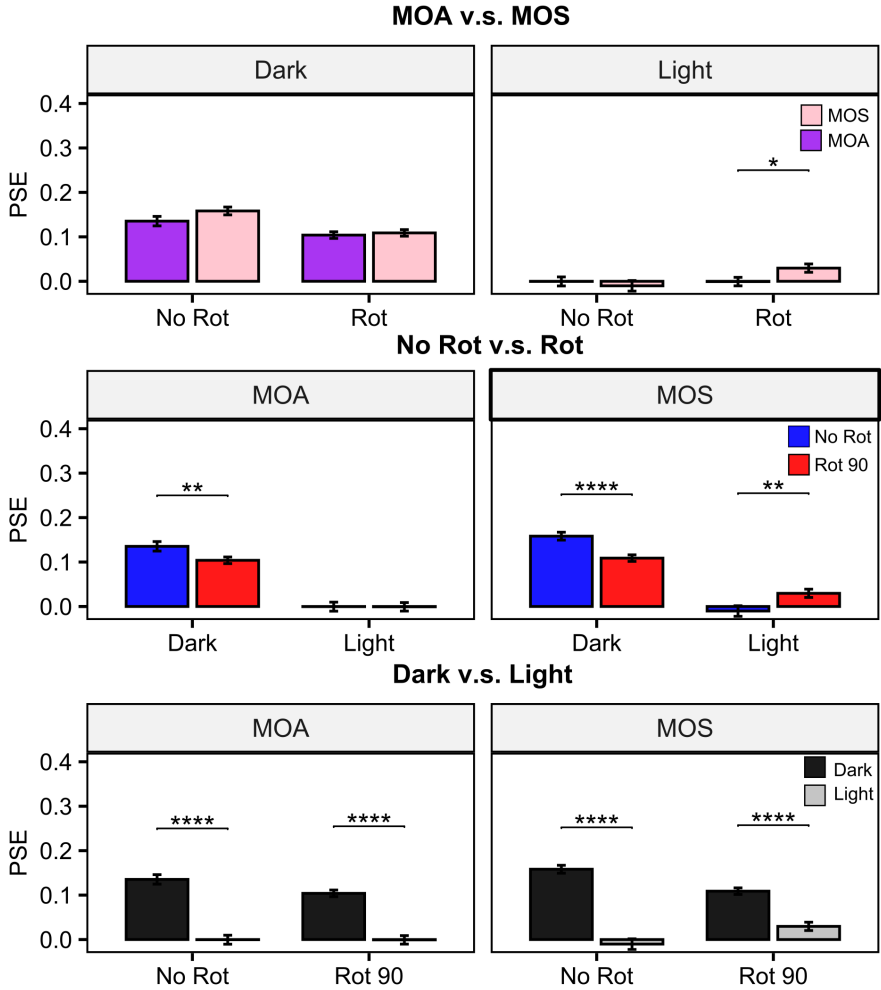 MOA v.s. MOS
Dark Light
0.4
0.3
0.2
0.1
0.0
PSE
MOS
MOA
*
No Rot Rot No Rot Rot
No Rot v.s. Rot
MOA MOS
0.4
0.3
0.2
0.1
0.0
PSE
No Rot
Rot 90
** **** **
Dark Light Dark Light
Dark v.s. Light
MOA MOS
0.4
0.3
0.2
0.1
0.0
PSE
Dark
Light
**** **** **** ****
No Rot Rot 90 No Rot Rot 90